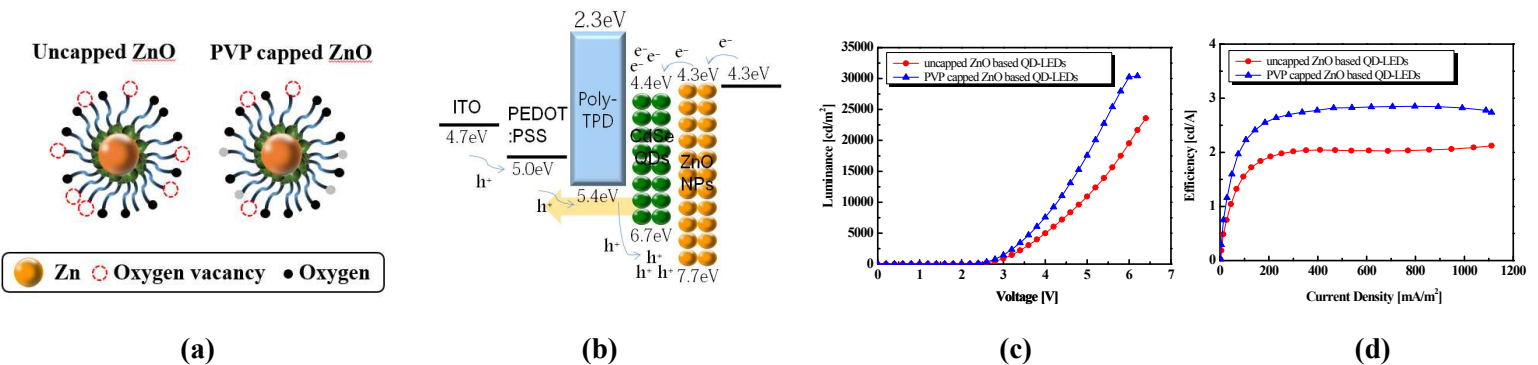 Uncapped ZnO
PVP capped ZnO
Zn
Oxygen vacancy
Oxygen
(a)
2.3eV
e⁻
e⁻
e⁻
e⁻
e⁻
4.4eV
4.3eV
4.3eV
ITO
4.7eV
PEDOT
:PSS
5.0eV
Poly-
TPD
CdSe
QDs
ZnO
NPs
h⁺
h⁺
5.4eV
6.7eV
h⁺
h⁺
h⁺ h⁺
7.7eV
(b)
35000
30000
25000
20000
15000
10000
5000
0
Luminance [cd/m²]
uncapped ZnO based QD-LEDs
PVP capped ZnO based QD-LEDs
0 1 2 3 4 5 6 7
Voltage [V]
(c)
4
3
2
1
0
Efficiency [cd/A]
uncapped ZnO based QD-LEDs
PVP capped ZnO based QD-LEDs
0 200 400 600 800 1000 1200
Current Density [mA/m²]
(d)